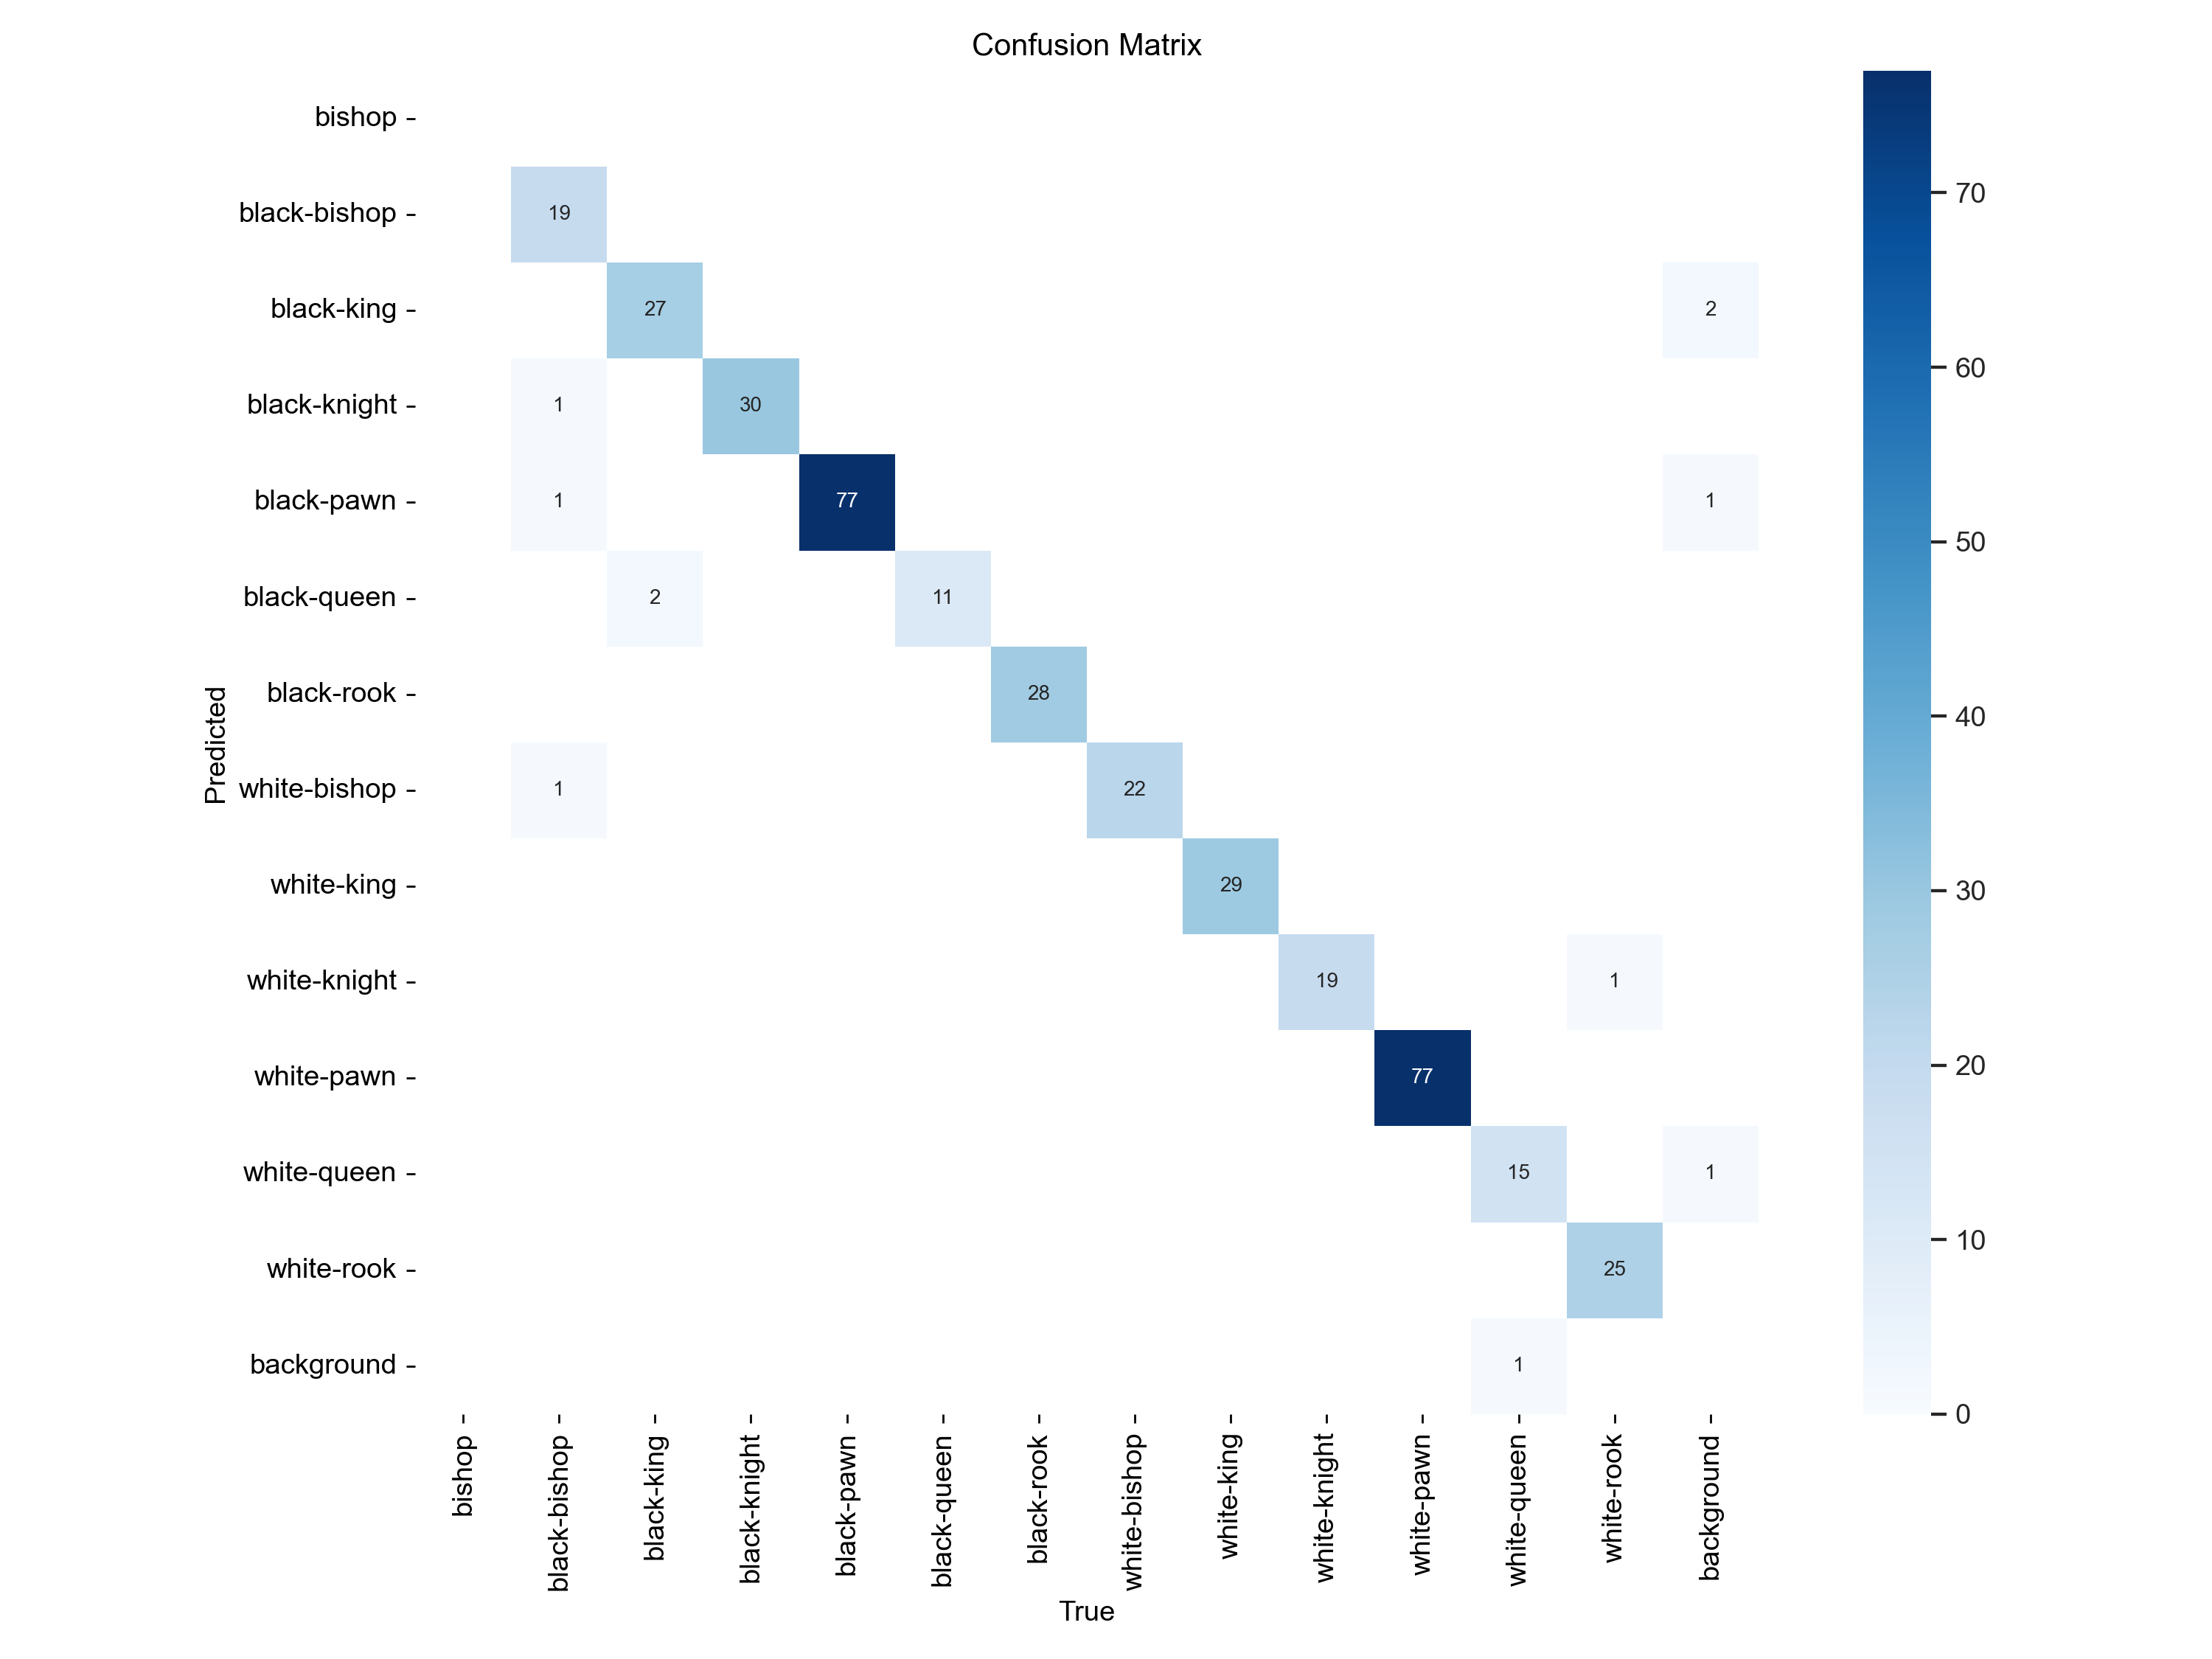 Confusion Matrix
bishop
black-bishop 19
black-king 27 2
black-knight 1 30
black-pawn 1 77 1
black-queen 2 11
black-rook 28
white-bishop 1 22
white-king 29
white-knight 19 1
white-pawn 77
white-queen 15 1
white-rook 25
background 1
Predicted
bishop
black-bishop
black-king
black-knight
black-pawn
black-queen
black-rook
white-bishop
white-king
white-knight
white-pawn
white-queen
white-rook
background
True
70
60
50
40
30
20
10
0